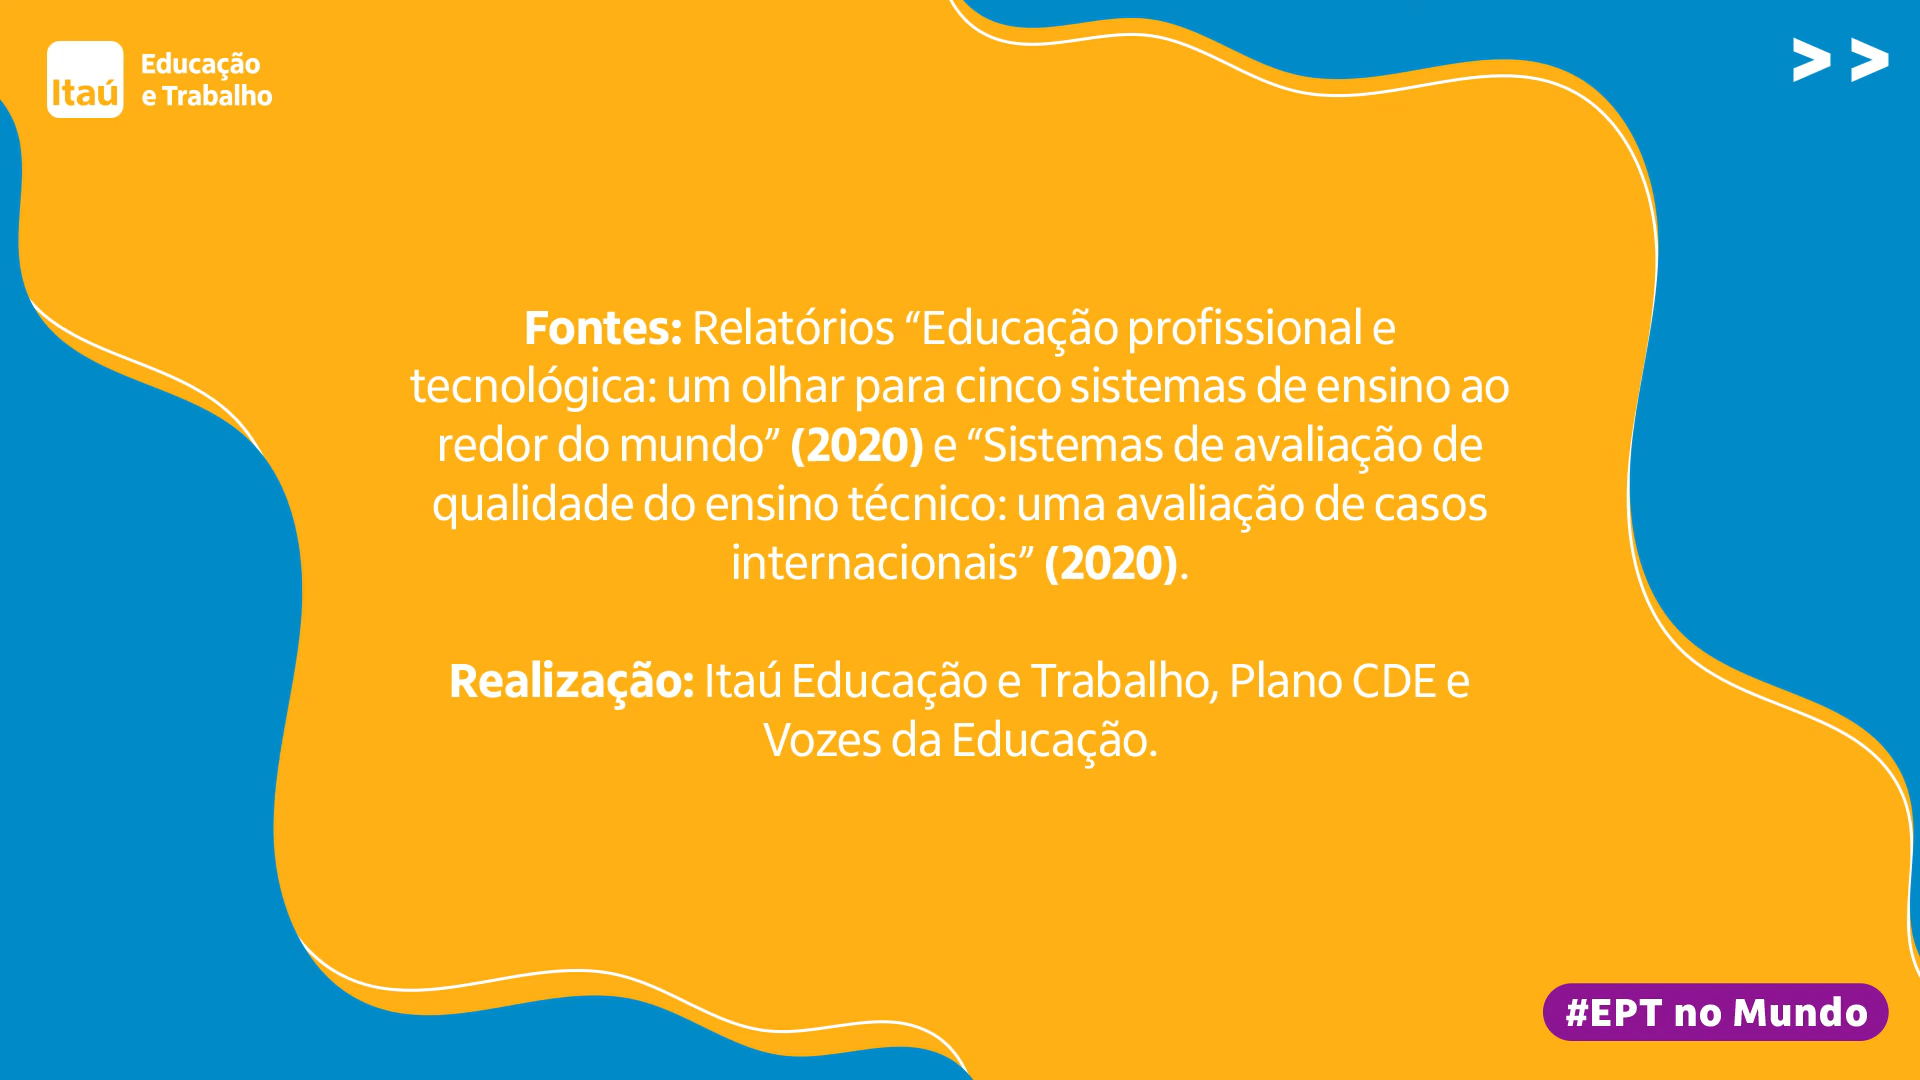 Itaú
Educação
e Trabalho
> >
Fontes: Relatórios “Educação profissional e
tecnológica: um olhar para cinco sistemas de ensino ao
redor do mundo” (2020) e “Sistemas de avaliação de
qualidade do ensino técnico: uma avaliação de casos
internacionais” (2020).
Realização: Itaú Educação e Trabalho, Plano CDE e
Vozes da Educação.
#EPT no Mundo